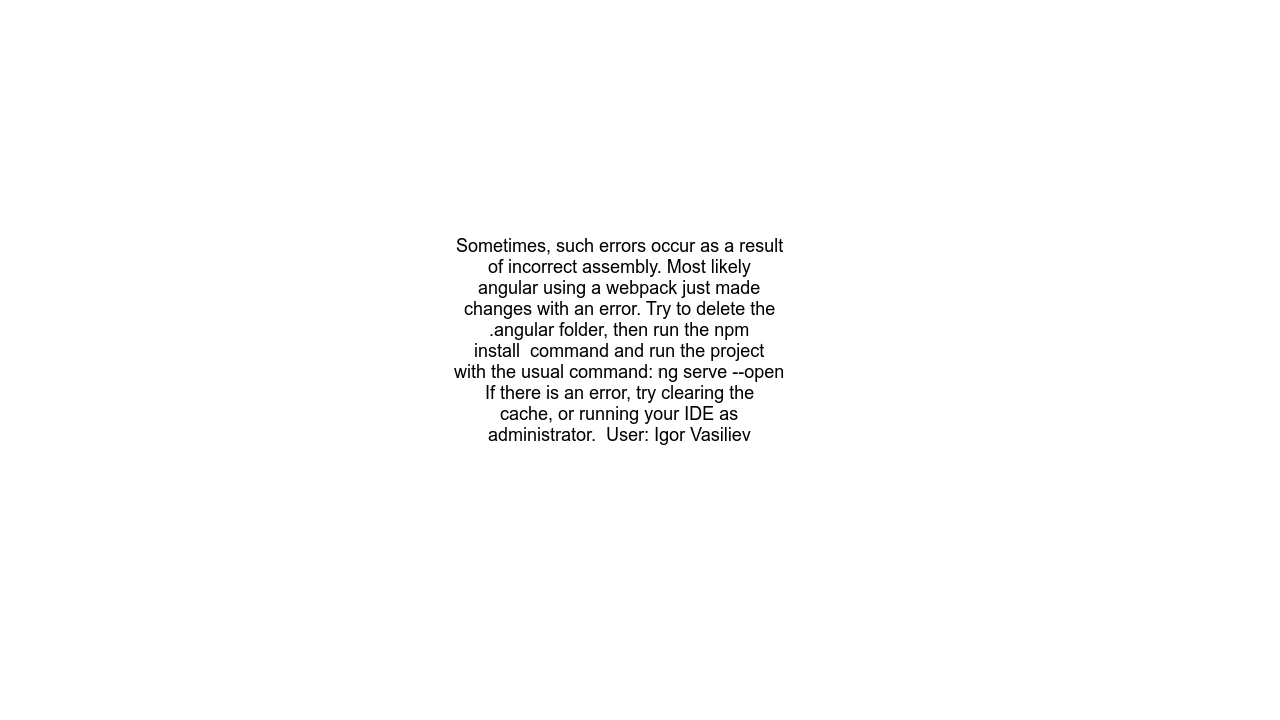 Sometimes, such errors occur as a result
of incorrect assembly. Most likely
angular using a webpack just made
changes with an error. Try to delete the
.angular folder, then run the npm
install  command and run the project
with the usual command: ng serve --open
If there is an error, try clearing the
cache, or running your IDE as
administrator.  User: Igor Vasiliev